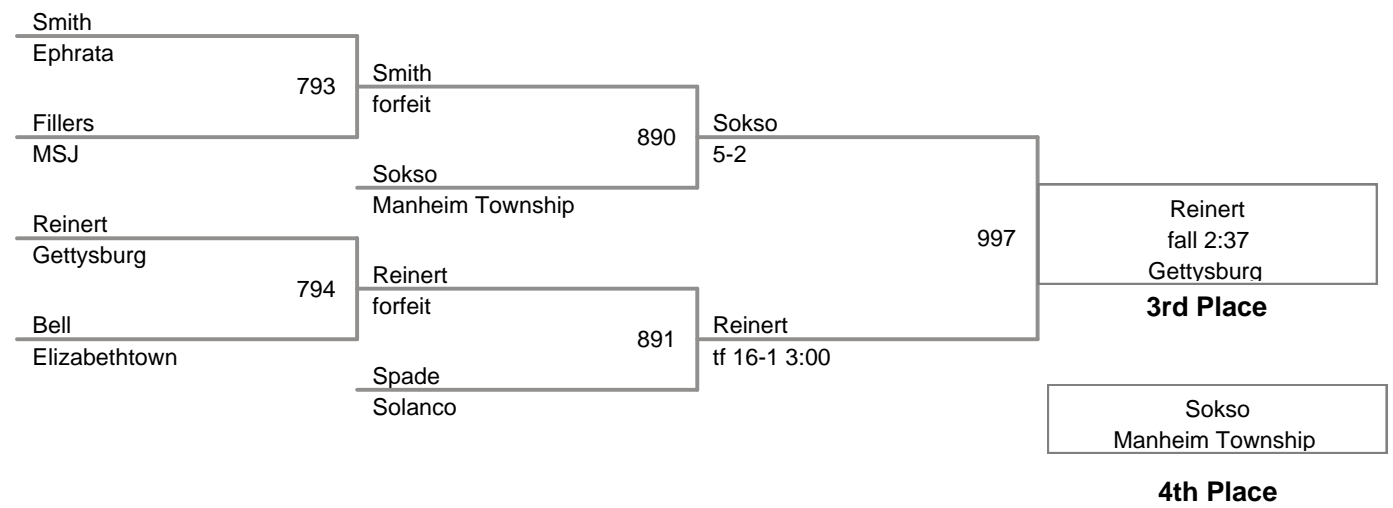 Smith
Ephrata
793
Smith
forfeit
Fillers
MSJ
890
Sokso
5-2
Sokso
Manheim Township
Reinert
Gettysburg
997
Reinert
fall 2:37
Gettysburg
3rd Place
794
Reinert
forfeit
Bell
Elizabethtown
891
Reinert
tf 16-1 3:00
Spade
Solanco
Sokso
Manheim Township
4th Place